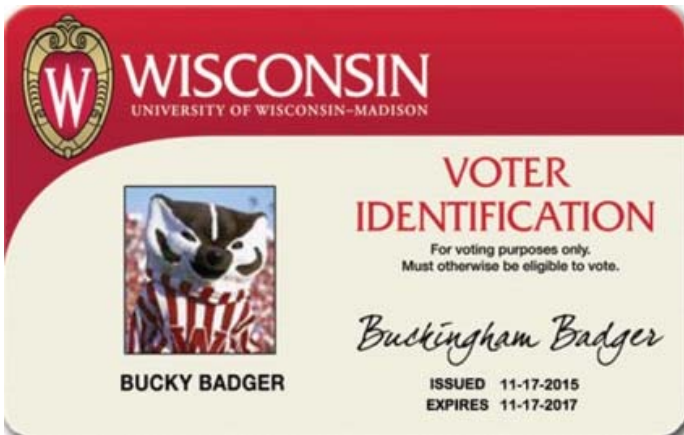 W
WISCONSIN
UNIVERSITY OF WISCONSIN–MADISON
VOTER
IDENTIFICATION
For voting purposes only.
Must otherwise be eligible to vote.
Buckingham Badger
BUCKY BADGER
ISSUED 11-17-2015
EXPIRES 11-17-2017
W